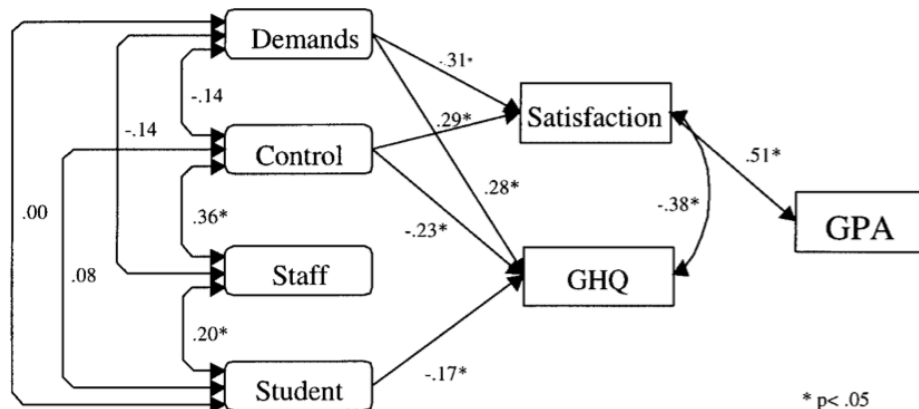 Demands
-.31*
-.14
Satisfaction
.29*
-.14
Control
.51*
.28*
-.38*
.00
.36*
-.23*
GPA
.08
Staff
GHQ
.20*
-.17*
Student
* p< .05